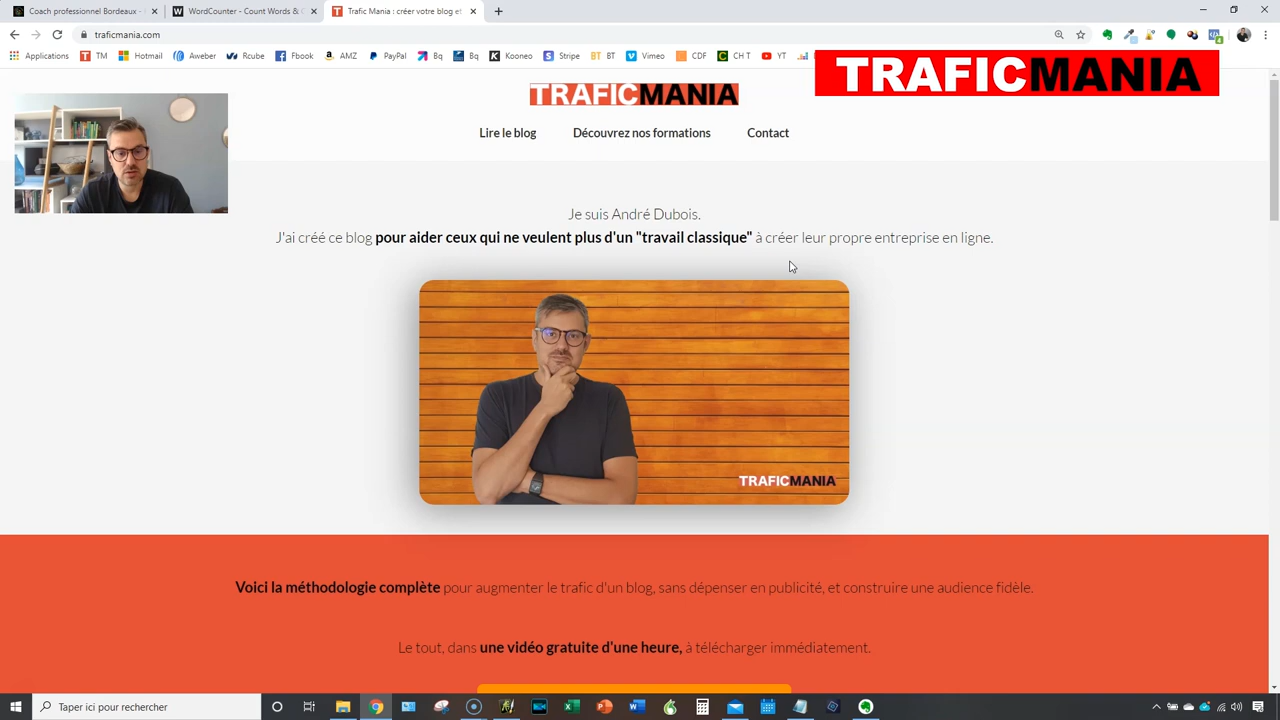 Coach professionnel Bordeaux -
WordCounter - Count Words & C
Trafic Mania : créer votre blog et
traficmania.com
Applications
TM
Hotmail
Aweber
Rcube
Fbook
AMZ
PayPal
Bq
Bq
Kooneo
Stripe
BT
Vimeo
CDF
CH T
YT
TRAFICMANIA
TRAFICMANIA
Lire le blog
Découvrez nos formations
Contact
Je suis André Dubois.
J'ai créé ce blog pour aider ceux qui ne veulent plus d'un "travail classique" à créer leur propre entreprise en ligne.
TRAFICMANIA
Voici la méthodologie complète pour augmenter le trafic d'un blog, sans dépenser en publicité, et construire une audience fidèle.
Le tout, dans une vidéo gratuite d'une heure, à télécharger immédiatement.
Taper ici pour rechercher